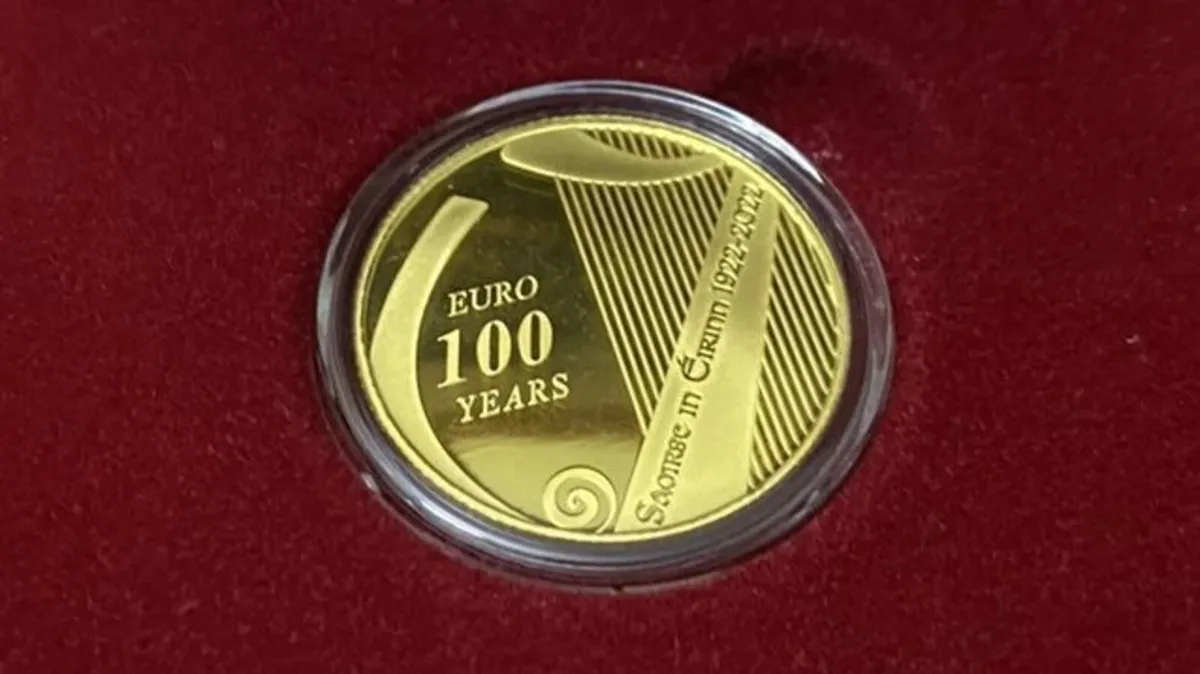 EURO
100
YEARS
Saoirse in Éirinn 1922-2022